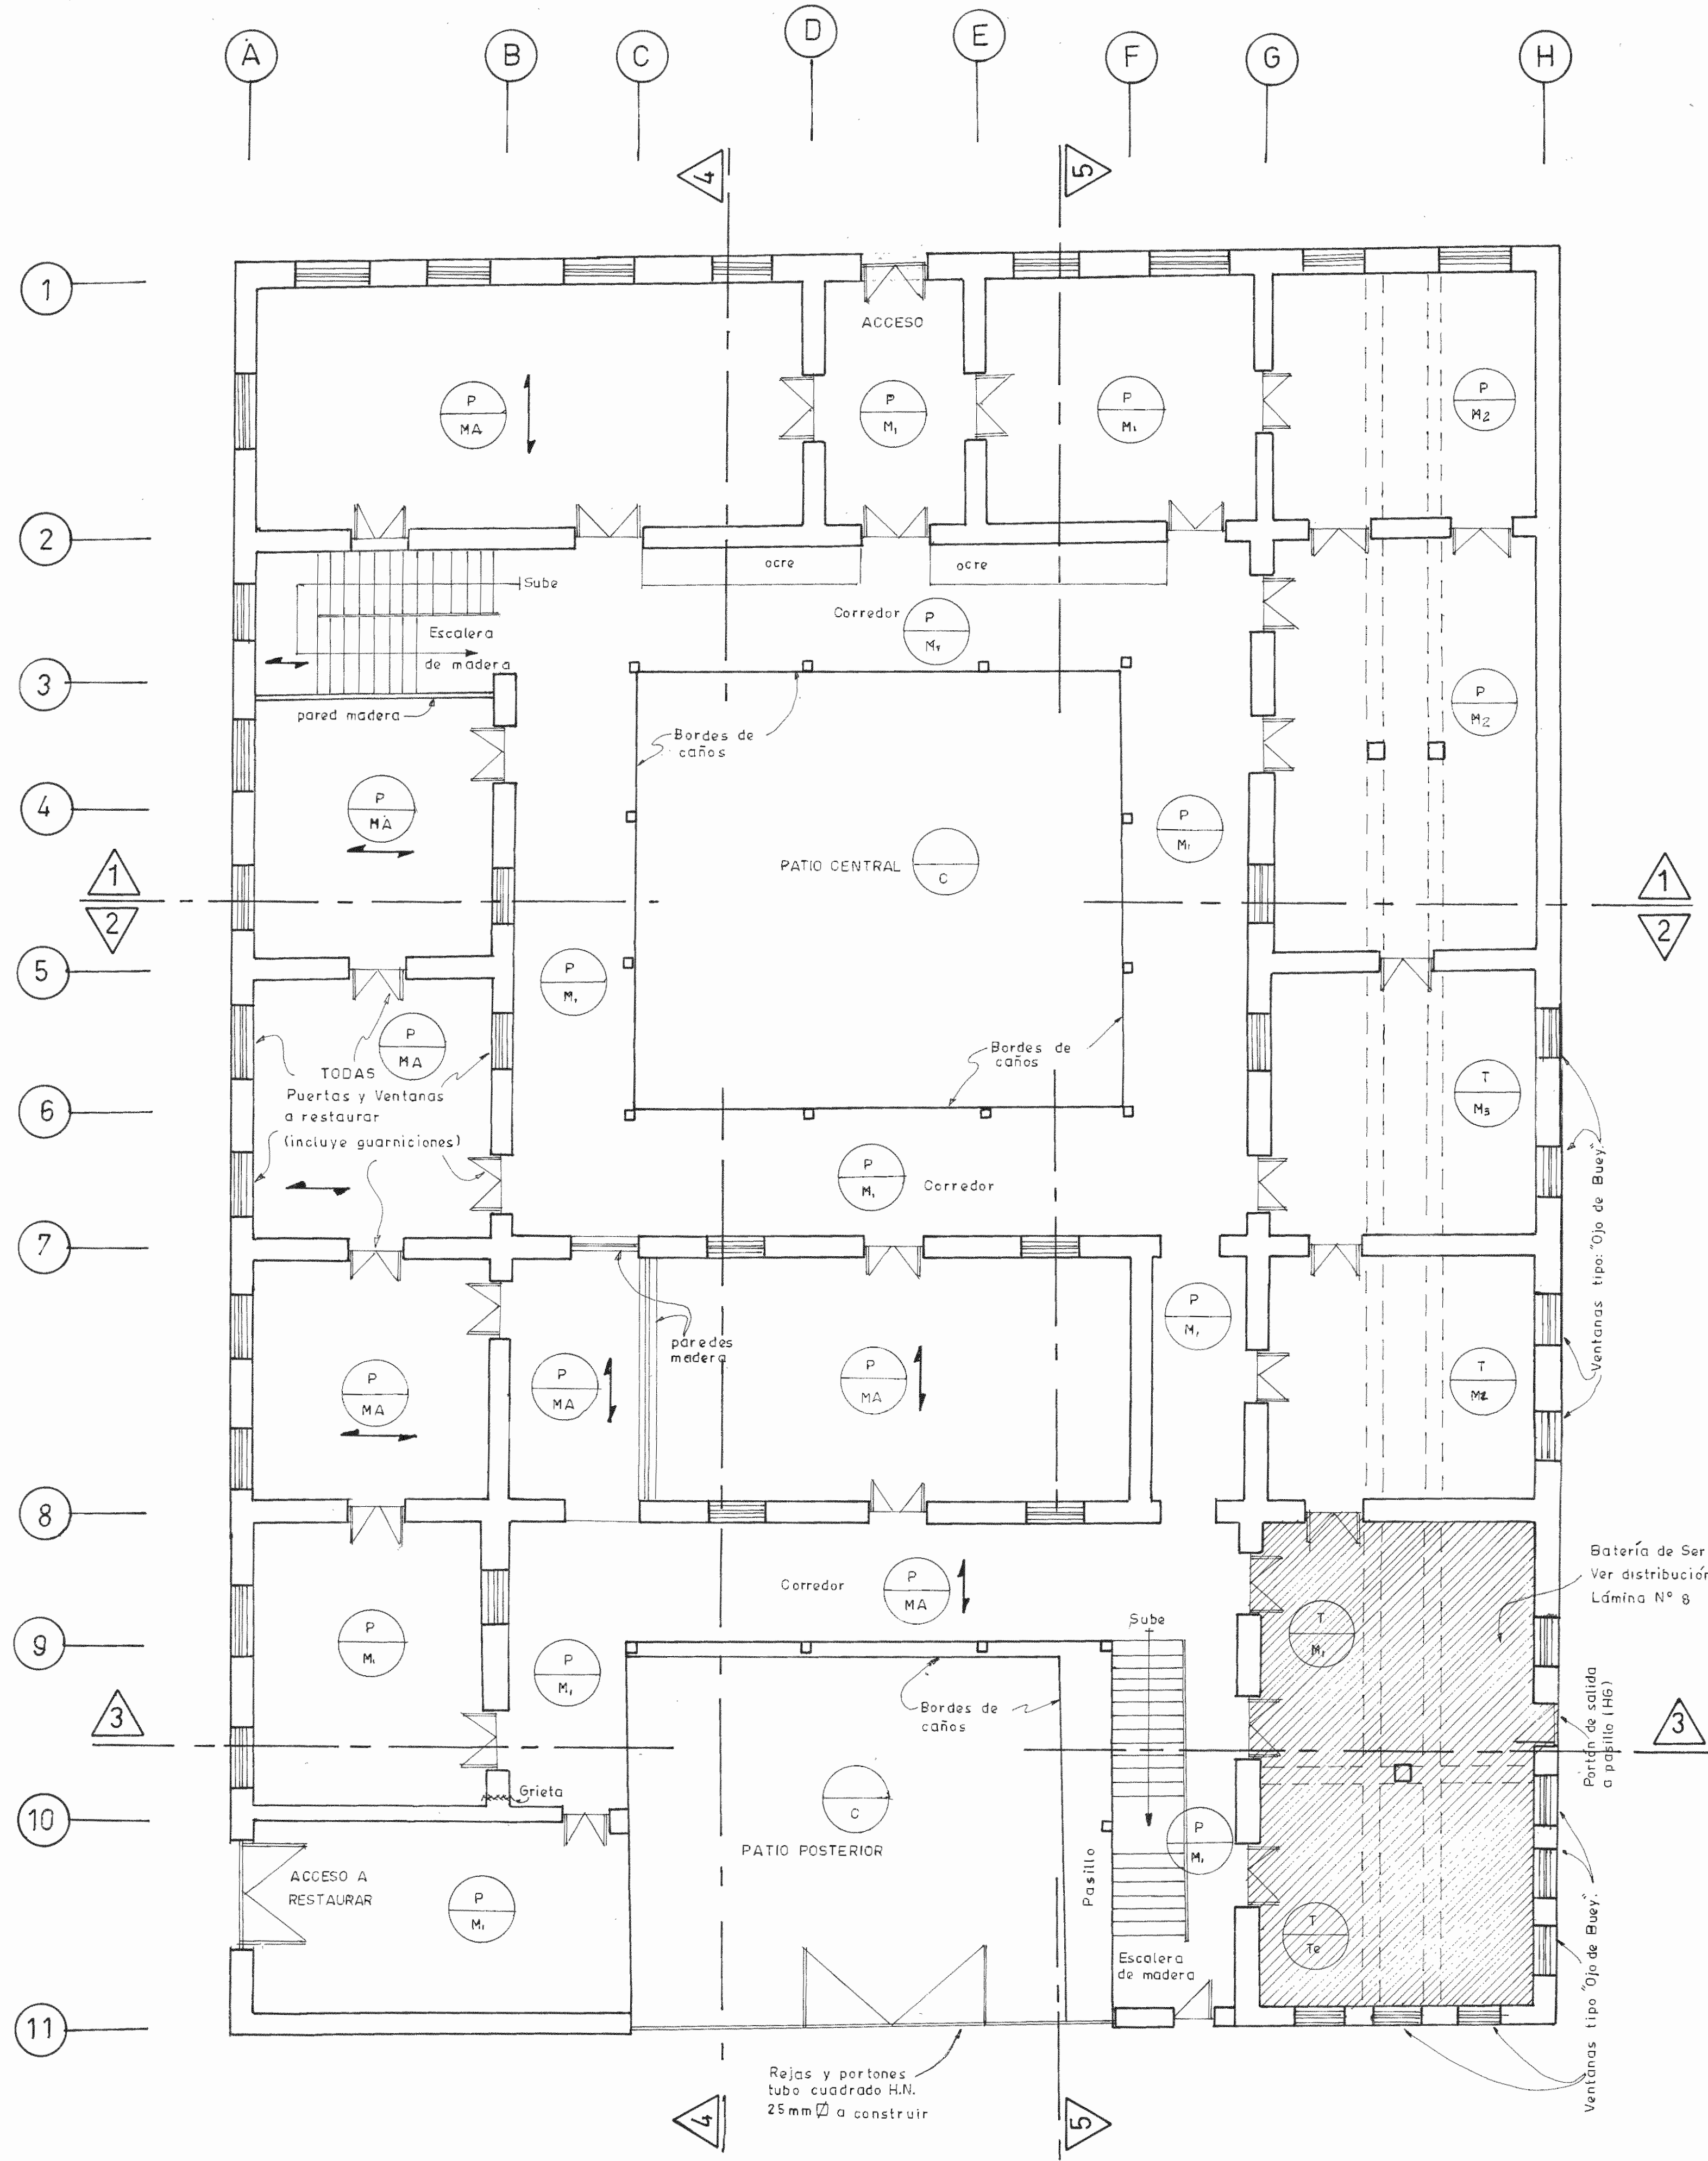 A
B
C
D
E
F
G
H
4
5
1
ACCESO
P
MA
P
M1
P
M1
P
M2
2
ocre
ocre
Sube
Corredor
P
M1
Escalera
de madera
3
pared madera
P
M2
Bordes de
caños
P
MA
4
P
M1
PATIO CENTRAL
C
1
2
1
2
5
P
M1
P
MA
TODAS
Puertas y Ventanas
a restaurar
(incluye guarniciones)
Bordes de
caños
T
M3
6
P
M1
Corredor
Ventanas tipo: "Ojo de Buey".
7
P
M1
paredes
madera
P
MA
P
MA
P
MA
T
M2
8
Corredor
P
MA
Batería de Ser
Ver distribución
Lámina N° 8
Sube
T
M1
9
P
M1
P
M1
Bordes de
caños
Portón de salida
a pasillo (HG)
3
3
Grieta
C
10
P
M1
PATIO POSTERIOR
Pasillo
ACCESO A
RESTAURAR
P
M1
T
Te
Escalera
de madera
Ventanas tipo "Ojo de Buey".
11
Rejas y portones
tubo cuadrado H.N.
25mm a construir
4
5